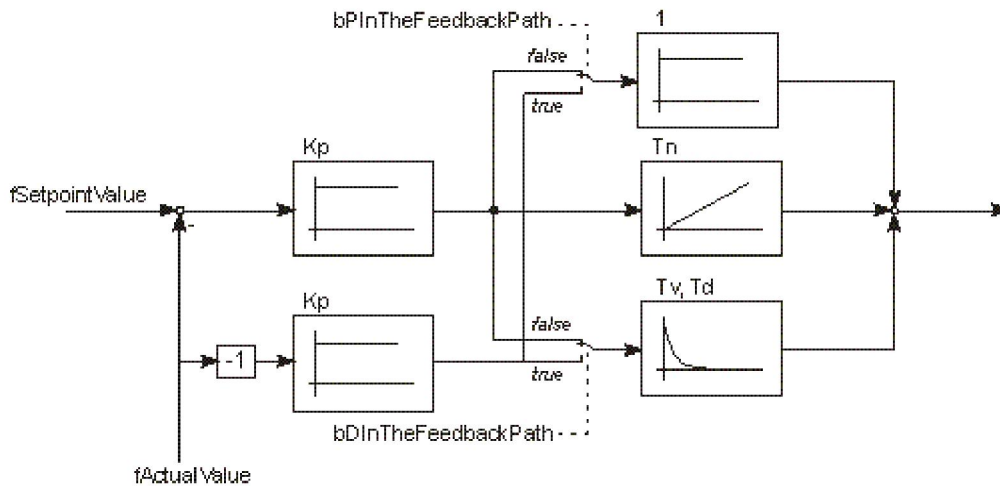 bPInTheFeedbackPath
1
false
true
Kp
Tn
fSetpointValue
-
Kp
Tv, Td
false
-1
true
bDInTheFeedbackPath
fActualValue